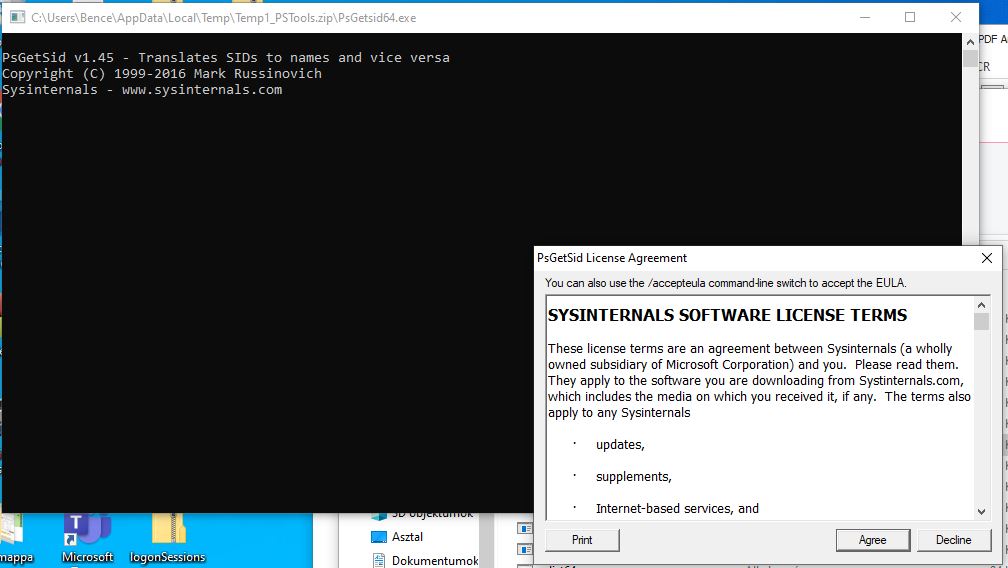 C:\Users\Bence\AppData\Local\Temp\Temp1_PSTools.zip\PsGetsid64.exe
PDF A
CR
PsGetSid v1.45 - Translates SIDs to names and vice versa
Copyright (C) 1999-2016 Mark Russinovich
Sysinternals - www.sysinternals.com
PsGetSid License Agreement
You can also use the /accepteula command-line switch to accept the EULA.
SYSINTERNALS SOFTWARE LICENSE TERMS
These license terms are an agreement between Sysinternals (a wholly
owned subsidiary of Microsoft Corporation) and you.  Please read them.
They apply to the software you are downloading from Systinternals.com,
which includes the media on which you received it, if any.  The terms also
apply to any Sysinternals
· updates,
· supplements,
· Internet-based services, and
Print
Agree
Decline
3D objektumok
Asztal
Dokumentumok
mappa
Microsoft
logonSessions